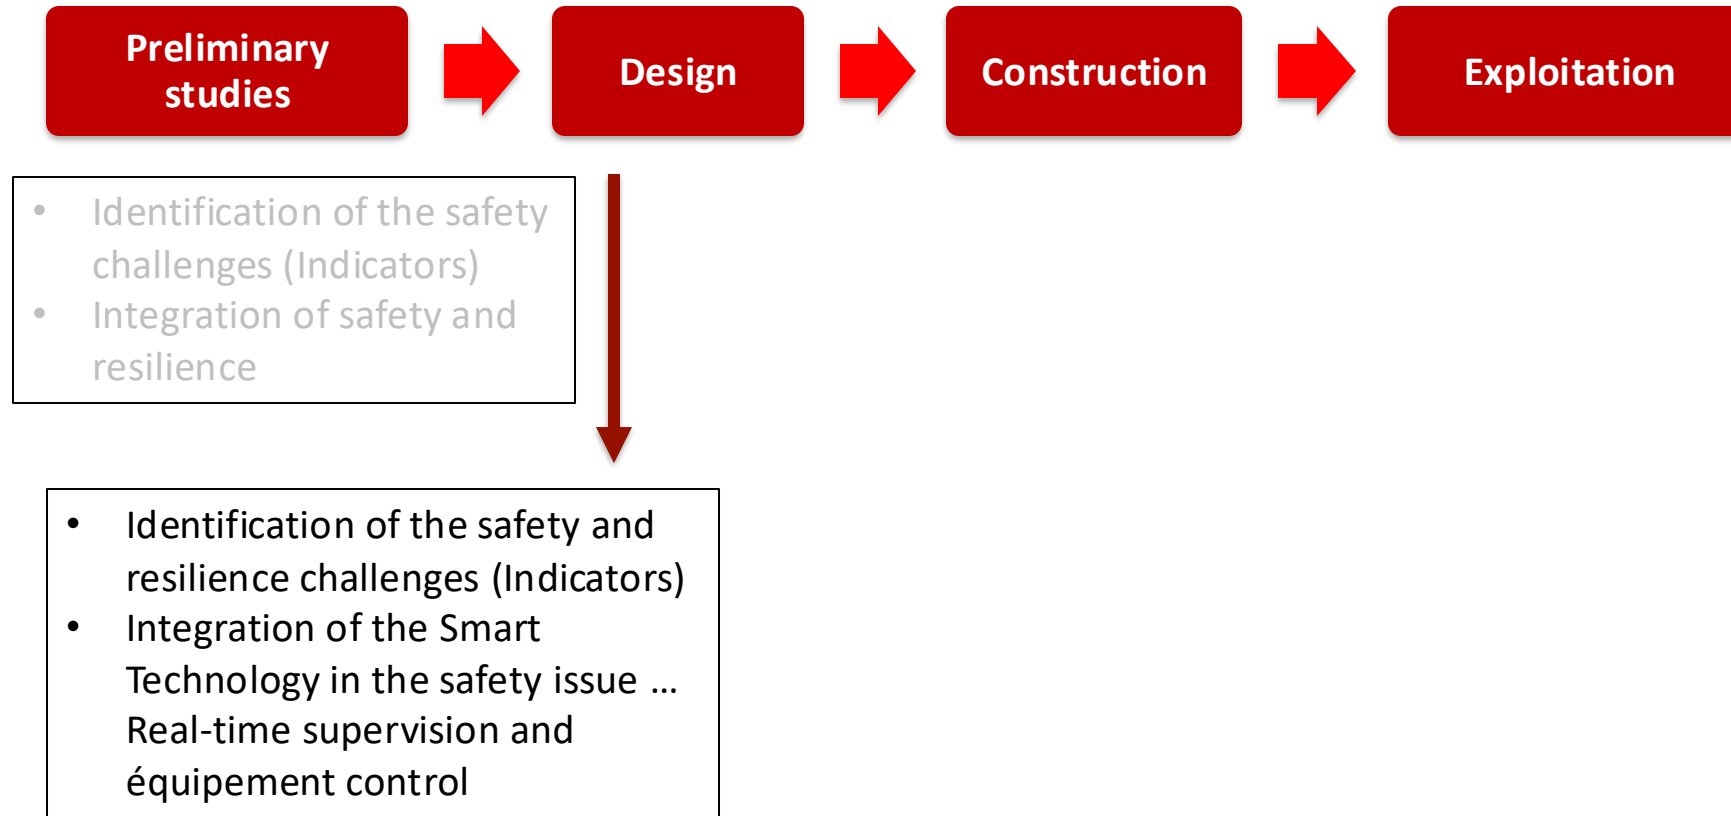 Preliminary
studies
Design
Construction
Exploitation
• Identification of the safety
challenges (Indicators)
• Integration of safety and
resilience
• Identification of the safety and
resilience challenges (Indicators)
• Integration of the Smart
Technology in the safety issue ...
Real-time supervision and
équipement control